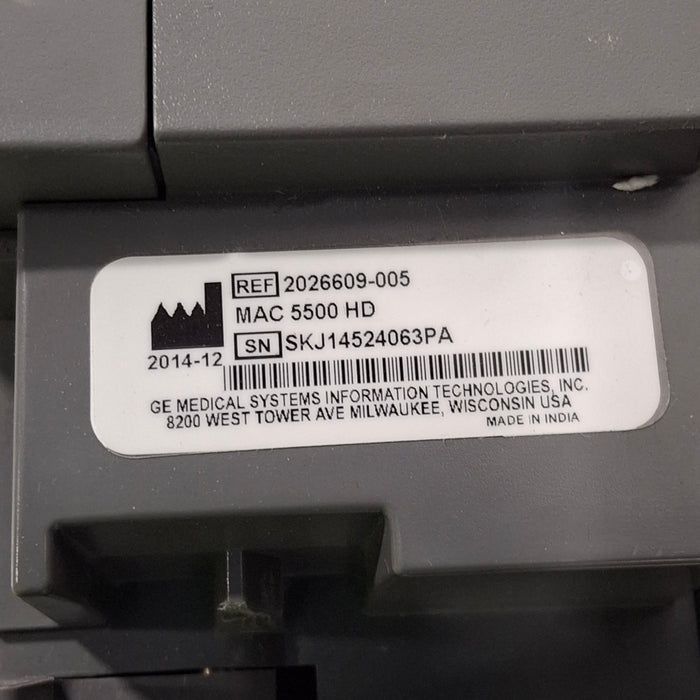 REF 2026609-005
MAC 5500 HD
2014-12 SN SKJ14524063PA
GE MEDICAL SYSTEMS INFORMATION TECHNOLOGIES, INC.
8200 WEST TOWER AVE MILWAUKEE, WISCONSIN USA
MADE IN INDIA